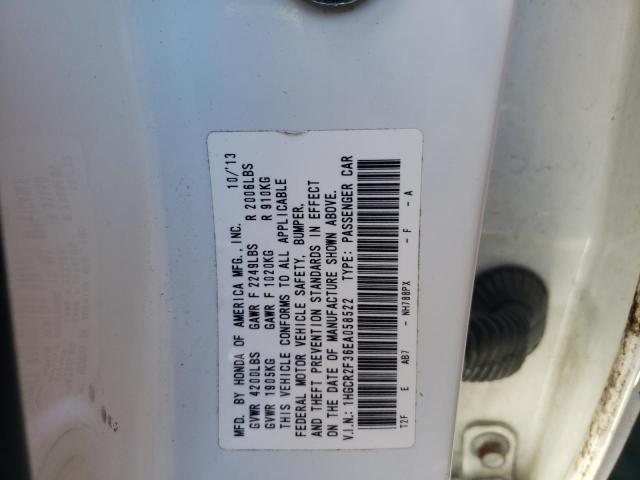 MFD. BY HONDA OF AMERICA MFG., INC. 10/'13
GVWR 4200LBS GAWR F 2249LBS R 2006LBS
GVWR 1905KG GAWR F 1020KG R 910KG
THIS VEHICLE CONFORMS TO ALL APPLICABLE
FEDERAL MOTOR VEHICLE SAFETY, BUMPER,
AND THEFT PREVENTION STANDARDS IN EFFECT
ON THE DATE OF MANUFACTURE SHOWN ABOVE.
V.I.N.: 1HGCR2F36EA058522 TYPE: PASSENGER CAR
T2F E AB7 - NH788PX - F - A